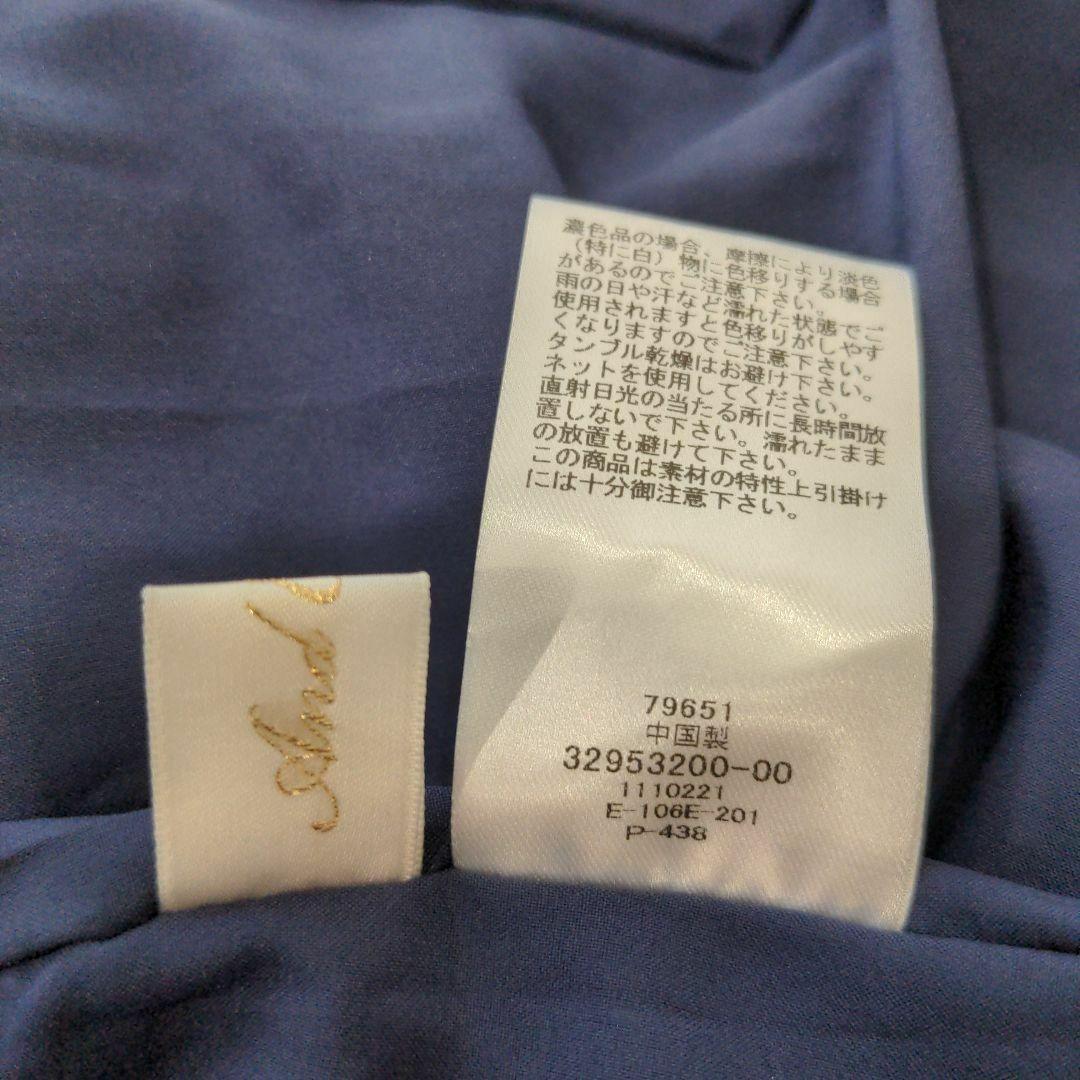 濃色品の場合、摩擦により淡色
(特に白)物に色移りする場合
があるのでご注意下さい。
雨の日や汗など濡れた状態でご
使用されますと色移りがしやす
くなりますのでご注意下さい。
タンブル乾燥はお避け下さい。
ネットを使用してください。
直射日光の当たる所に長時間放
置しないで下さい。濡れたまま
の放置も避けて下さい。
この商品は素材の特性上引掛け
には十分御注意下さい。
79651
中国製
32953200-00
1110221
E-106E-201
P-438